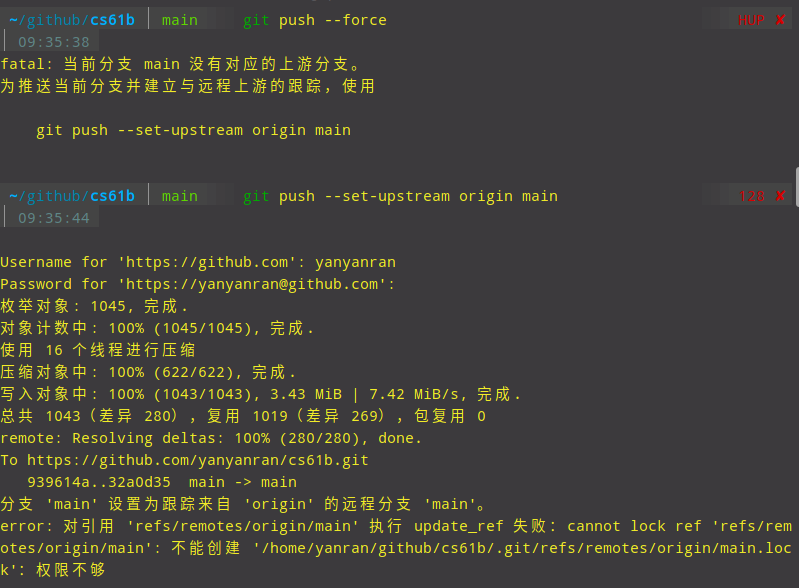 ~/github/cs61b main git push --force HUP ✘
09:35:38
fatal: 当前分支 main 没有对应的上游分支。
为推送当前分支并建立与远程上游的跟踪，使用
git push --set-upstream origin main
~/github/cs61b main git push --set-upstream origin main 128 ✘
09:35:44
Username for 'https://github.com': yanyanran
Password for 'https://yanyanran@github.com':
枚举对象: 1045, 完成.
对象计数中: 100% (1045/1045), 完成.
使用 16 个线程进行压缩
压缩对象中: 100% (622/622), 完成.
写入对象中: 100% (1043/1043), 3.43 MiB | 7.42 MiB/s, 完成.
总共 1043（差异 280），复用 1019（差异 269），包复用 0
remote: Resolving deltas: 100% (280/280), done.
To https://github.com/yanyanran/cs61b.git
939614a..32a0d35 main -> main
分支 'main' 设置为跟踪来自 'origin' 的远程分支 'main'。
error: 对引用 'refs/remotes/origin/main' 执行 update_ref 失败: cannot lock ref 'refs/rem
otes/origin/main': 不能创建 '/home/yanran/github/cs61b/.git/refs/remotes/origin/main.loc
k': 权限不够